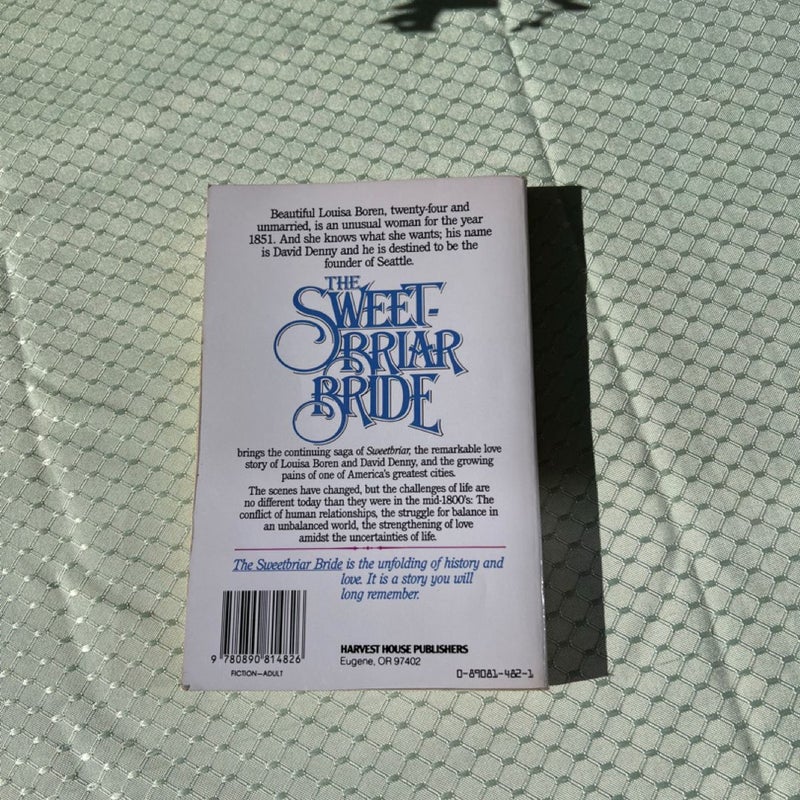 Beautiful Louisa Boren, twenty-four and
unmarried, is an unusual woman for the year
1851. And she knows what she wants; his name
is David Denny and he is destined to be the
founder of Seattle.
THE
SWEET-
BRIAR
BRIDE
brings the continuing saga of Sweetbriar, the remarkable love
story of Louisa Boren and David Denny, and the growing
pains of one of America's greatest cities.
The scenes have changed, but the challenges of life are
no different today than they were in the mid-1800's: The
conflict of human relationships, the struggle for balance in
an unbalanced world, the strengthening of love
amidst the uncertainties of life.
The Sweetbriar Bride is the unfolding of history and
love. It is a story you will
long remember.
9 780890 814826
FICTION—ADULT
HARVEST HOUSE PUBLISHERS
Eugene, OR 97402
0-89081-482-1